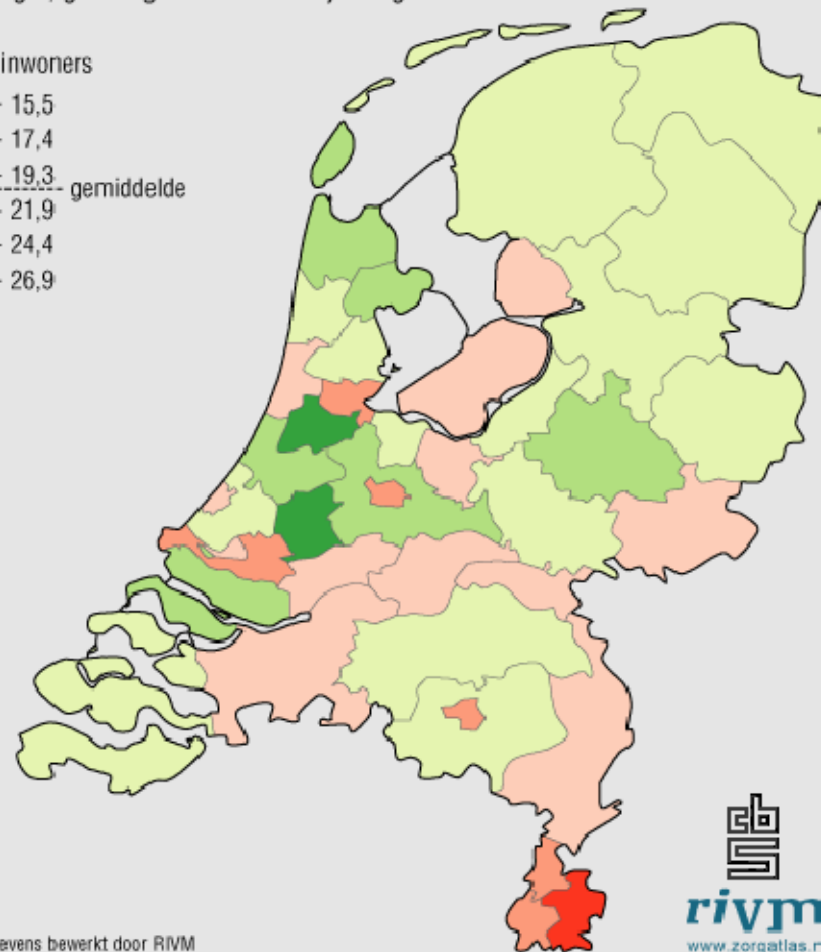 inwoners
- 15,5
- 17,4
- 19,3
gemiddelde
- 21,9
- 24,4
- 26,9
cbs
rivm
evens bewerkt door RIVM
www.zorgatlas.n